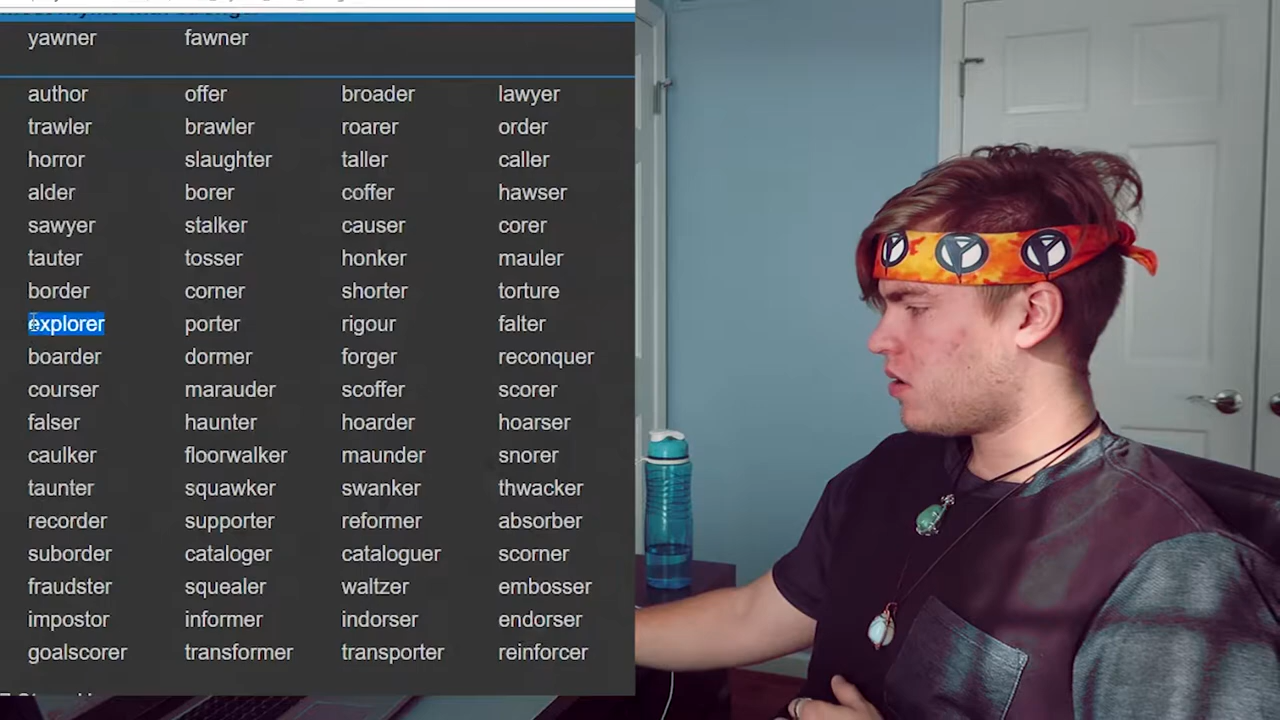 yawner fawner
author offer broader lawyer
trawler brawler roarer order
horror slaughter taller caller
alder borer coffer hawser
sawyer stalker causer corer
tauter tosser honker mauler
border corner shorter torture
explorer porter rigour falter
boarder dormer forger reconquer
courser marauder scoffer scorer
falser haunter hoarder hoarser
caulker floorwalker maunder snorer
taunter squawker swanker thwacker
recorder supporter reformer absorber
suborder cataloger cataloguer scorner
fraudster squealer waltzer embosser
impostor informer indorser endorser
goalscorer transformer transporter reinforcer